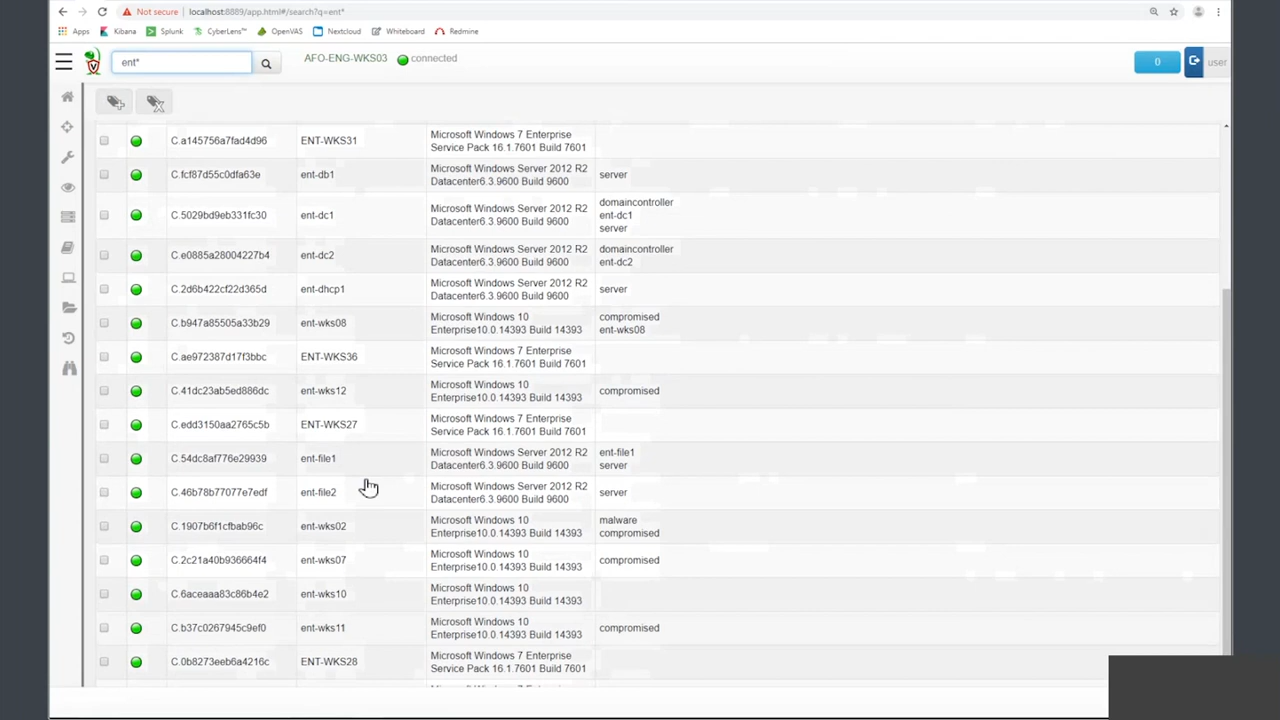 Not secure localhost:8889/app.html#/search?q=ent*
Apps Kibana Splunk CyberLens™ OpenVAS Nextcloud Whiteboard Redmine
ent* AFO-ENG-WKS03 connected 0 user
C.a145756a7fad4d96 ENT-WKS31 Microsoft Windows 7 Enterprise
Service Pack 16.1.7601 Build 7601
C.fcf87d55c0dfa63e ent-db1 Microsoft Windows Server 2012 R2 server
Datacenter6.3.9600 Build 9600
C.5029bd9eb331fc30 ent-dc1 Microsoft Windows Server 2012 R2 domaincontroller
Datacenter6.3.9600 Build 9600 ent-dc1
server
C.e0885a28004227b4 ent-dc2 Microsoft Windows Server 2012 R2 domaincontroller
Datacenter6.3.9600 Build 9600 ent-dc2
C.2d6b422cf22d365d ent-dhcp1 Microsoft Windows Server 2012 R2 server
Datacenter6.3.9600 Build 9600
C.b947a85505a33b29 ent-wks08 Microsoft Windows 10 compromised
Enterprise10.0.14393 Build 14393 ent-wks08
C.ae972387d17f3bbc ENT-WKS36 Microsoft Windows 7 Enterprise
Service Pack 16.1.7601 Build 7601
C.41dc23ab5ed886dc ent-wks12 Microsoft Windows 10 compromised
Enterprise10.0.14393 Build 14393
C.edd3150aa2765c5b ENT-WKS27 Microsoft Windows 7 Enterprise
Service Pack 16.1.7601 Build 7601
C.54dc8af776e29939 ent-file1 Microsoft Windows Server 2012 R2 ent-file1
Datacenter6.3.9600 Build 9600 server
C.46b78b77077e7edf ent-file2 Microsoft Windows Server 2012 R2 server
Datacenter6.3.9600 Build 9600
C.1907b6f1cfbab96c ent-wks02 Microsoft Windows 10 malware
Enterprise10.0.14393 Build 14393 compromised
C.2c21a40b936664f4 ent-wks07 Microsoft Windows 10 compromised
Enterprise10.0.14393 Build 14393
C.6aceaaa83c86b4e2 ent-wks10 Microsoft Windows 10
Enterprise10.0.14393 Build 14393
C.b37c0267945c9ef0 ent-wks11 Microsoft Windows 10 compromised
Enterprise10.0.14393 Build 14393
C.0b8273eeb6a4216c ENT-WKS28 Microsoft Windows 7 Enterprise
Service Pack 16.1.7601 Build 7601